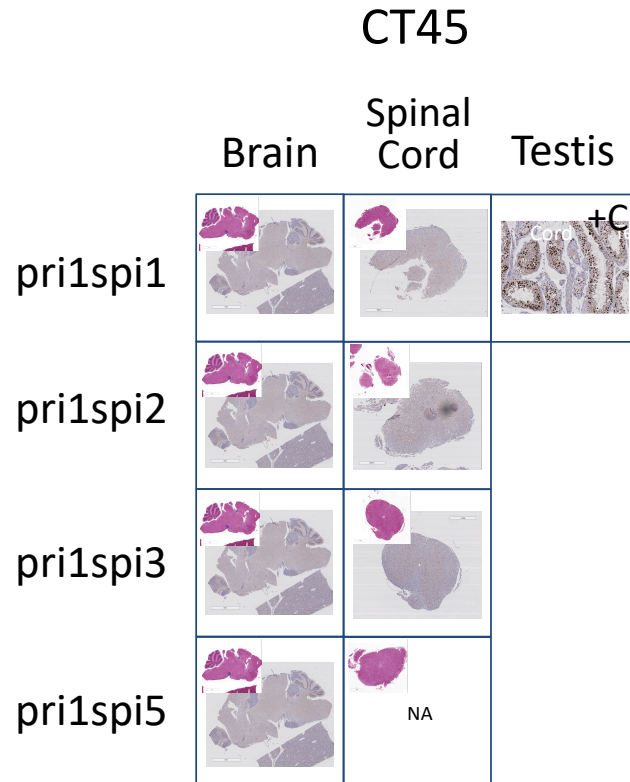 CT45
Brain
Spinal
Cord
Testis
pri1spi1
+C
Cord
pri1spi2
pri1spi3
pri1spi5
NA